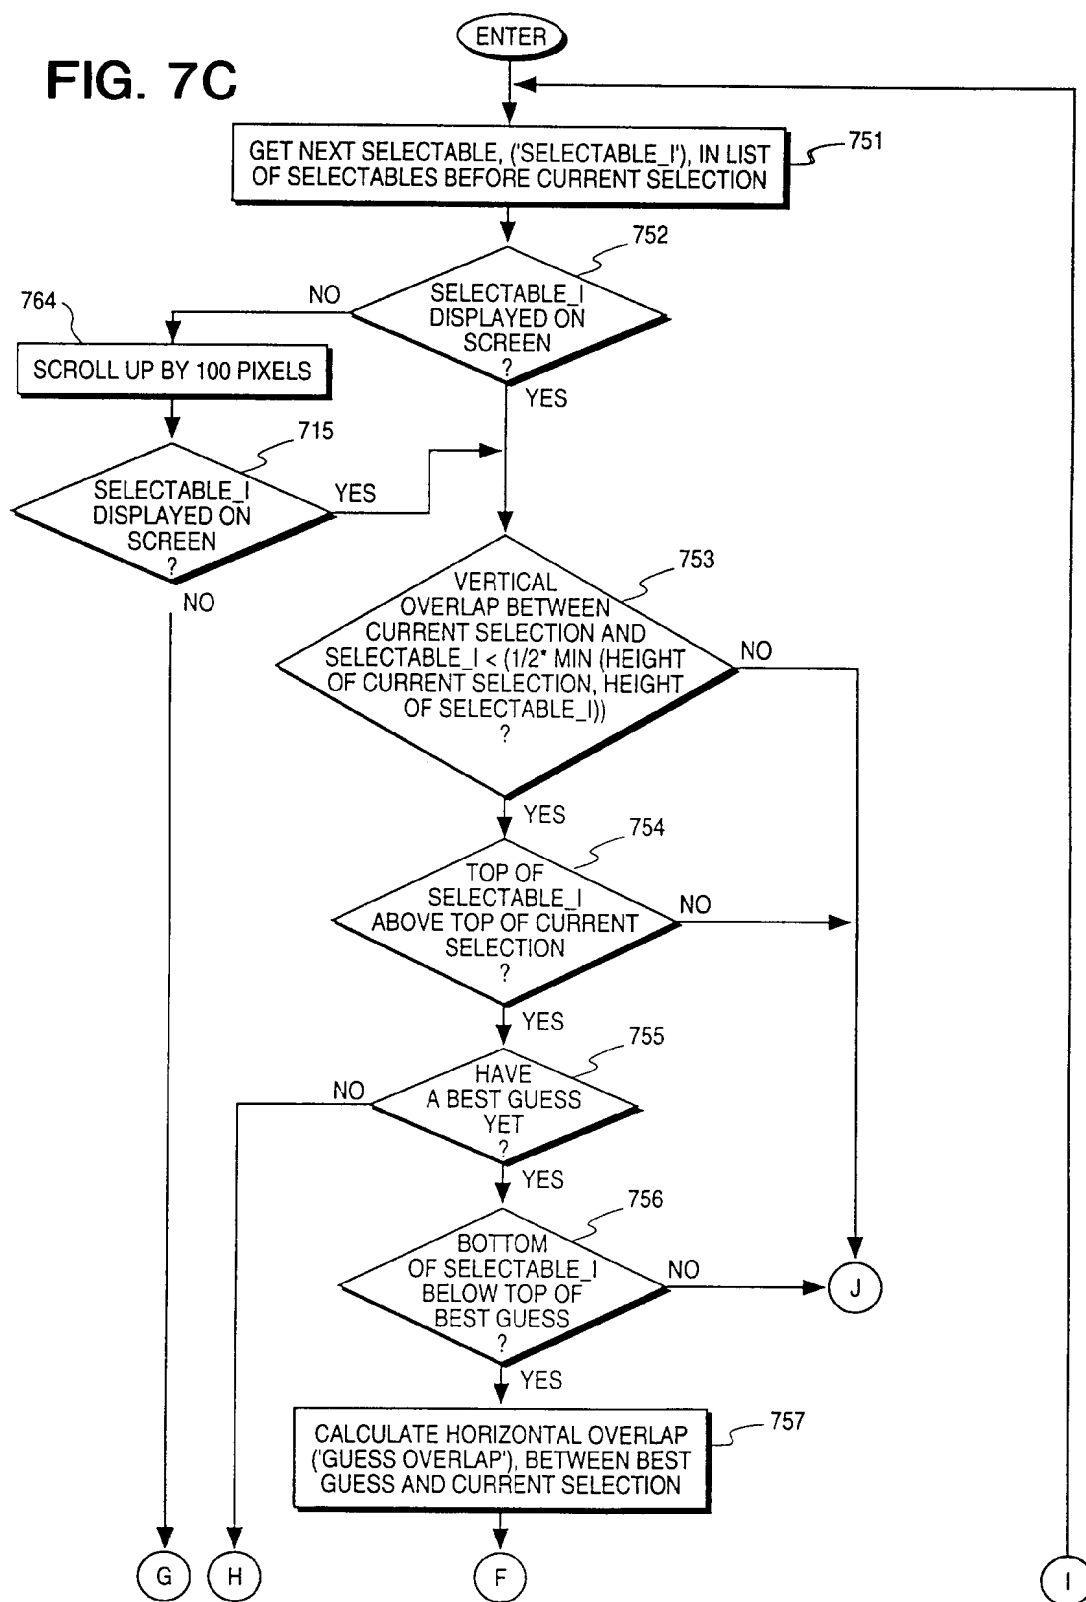 ENTER
FIG. 7C
GET NEXT SELECTABLE, ('SELECTABLE_I'), IN LIST
OF SELECTABLES BEFORE CURRENT SELECTION
751
752
SELECTABLE_I
DISPLAYED ON
SCREEN
?
NO
YES
764
SCROLL UP BY 100 PIXELS
715
SELECTABLE_I
DISPLAYED ON
SCREEN
?
YES
NO
753
VERTICAL
OVERLAP BETWEEN
CURRENT SELECTION AND
SELECTABLE_I < (1/2* MIN (HEIGHT
OF CURRENT SELECTION, HEIGHT
OF SELECTABLE_I))
?
NO
YES
754
TOP OF
SELECTABLE_I
ABOVE TOP OF CURRENT
SELECTION
?
NO
YES
755
HAVE
A BEST GUESS
YET
?
NO
YES
756
BOTTOM
OF SELECTABLE_I
BELOW TOP OF
BEST GUESS
?
NO
J
YES
757
CALCULATE HORIZONTAL OVERLAP
('GUESS OVERLAP'), BETWEEN BEST
GUESS AND CURRENT SELECTION
G
H
F
I